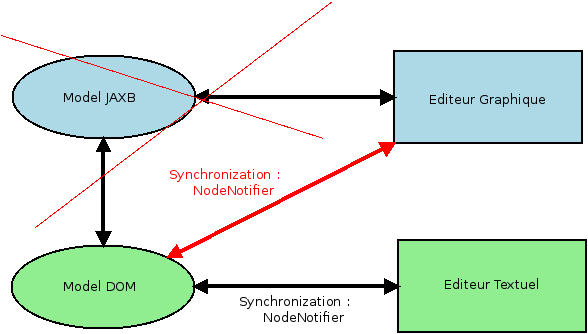 Model JAXB
Editeur Graphique
Synchronization :
NodeNotifier
Model DOM
Editeur Textuel
Synchronization :
NodeNotifier